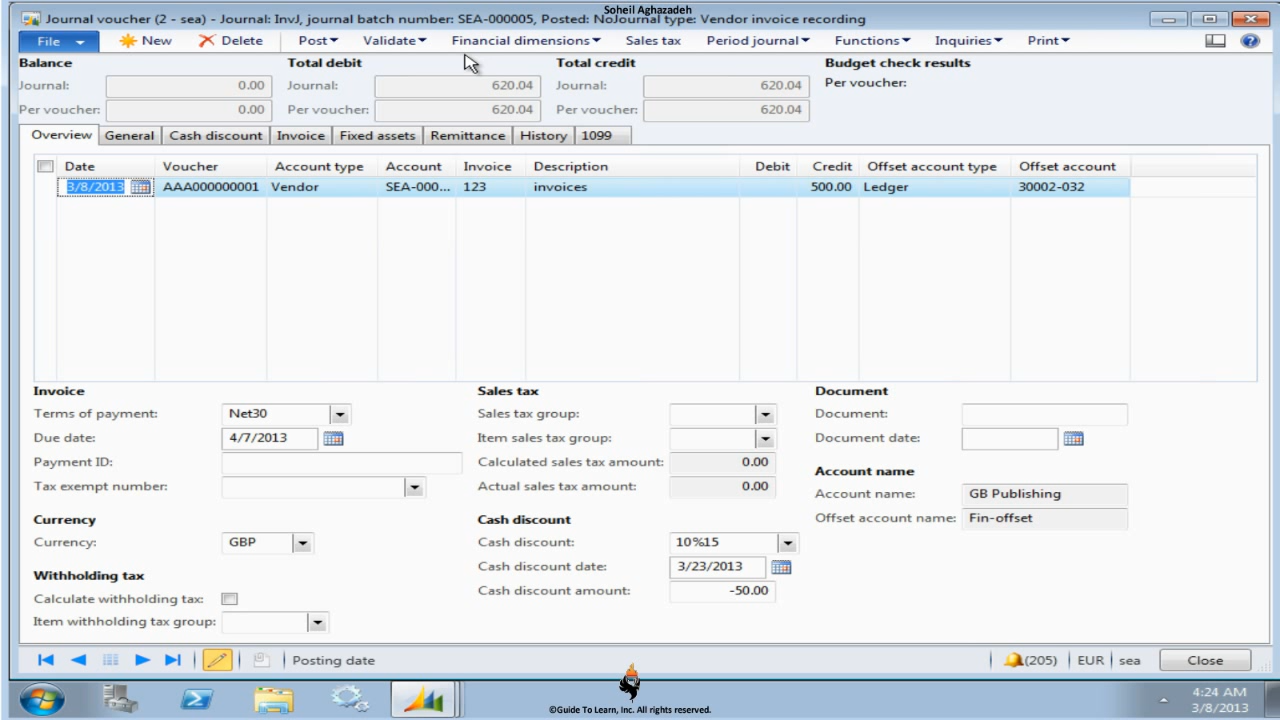 Soheil Aghazadeh
Journal voucher (2 - sea) - Journal: InvJ, journal batch number: SEA-000005, Posted: NoJournal type: Vendor invoice recording
File New Delete Post Validate Financial dimensions Sales tax Period journal Functions Inquiries Print
Balance Total debit Total credit Budget check results
Journal: 0.00 Journal: 620.04 Journal: 620.04 Per voucher:
Per voucher: 0.00 Per voucher: 620.04 Per voucher: 620.04
Overview General Cash discount Invoice Fixed assets Remittance History 1099
Date Voucher Account type Account Invoice Description Debit Credit Offset account type Offset account
3/8/2013 AAA000000001 Vendor SEA-000... 123 invoices 500.00 Ledger 30002-032
Invoice Sales tax Document
Terms of payment: Net30 Sales tax group: Document:
Due date: 4/7/2013 Item sales tax group: Document date:
Payment ID: Calculated sales tax amount: 0.00 Account name
Tax exempt number: Actual sales tax amount: 0.00 Account name: GB Publishing
Currency Cash discount Offset account name: Fin-offset
Currency: GBP Cash discount: 10%15
Withholding tax Cash discount date: 3/23/2013
Calculate withholding tax: Cash discount amount: -50.00
Item withholding tax group:
Posting date (205) EUR sea Close
4:24 AM
©Guide To Learn, Inc. All rights reserved. 3/8/2013